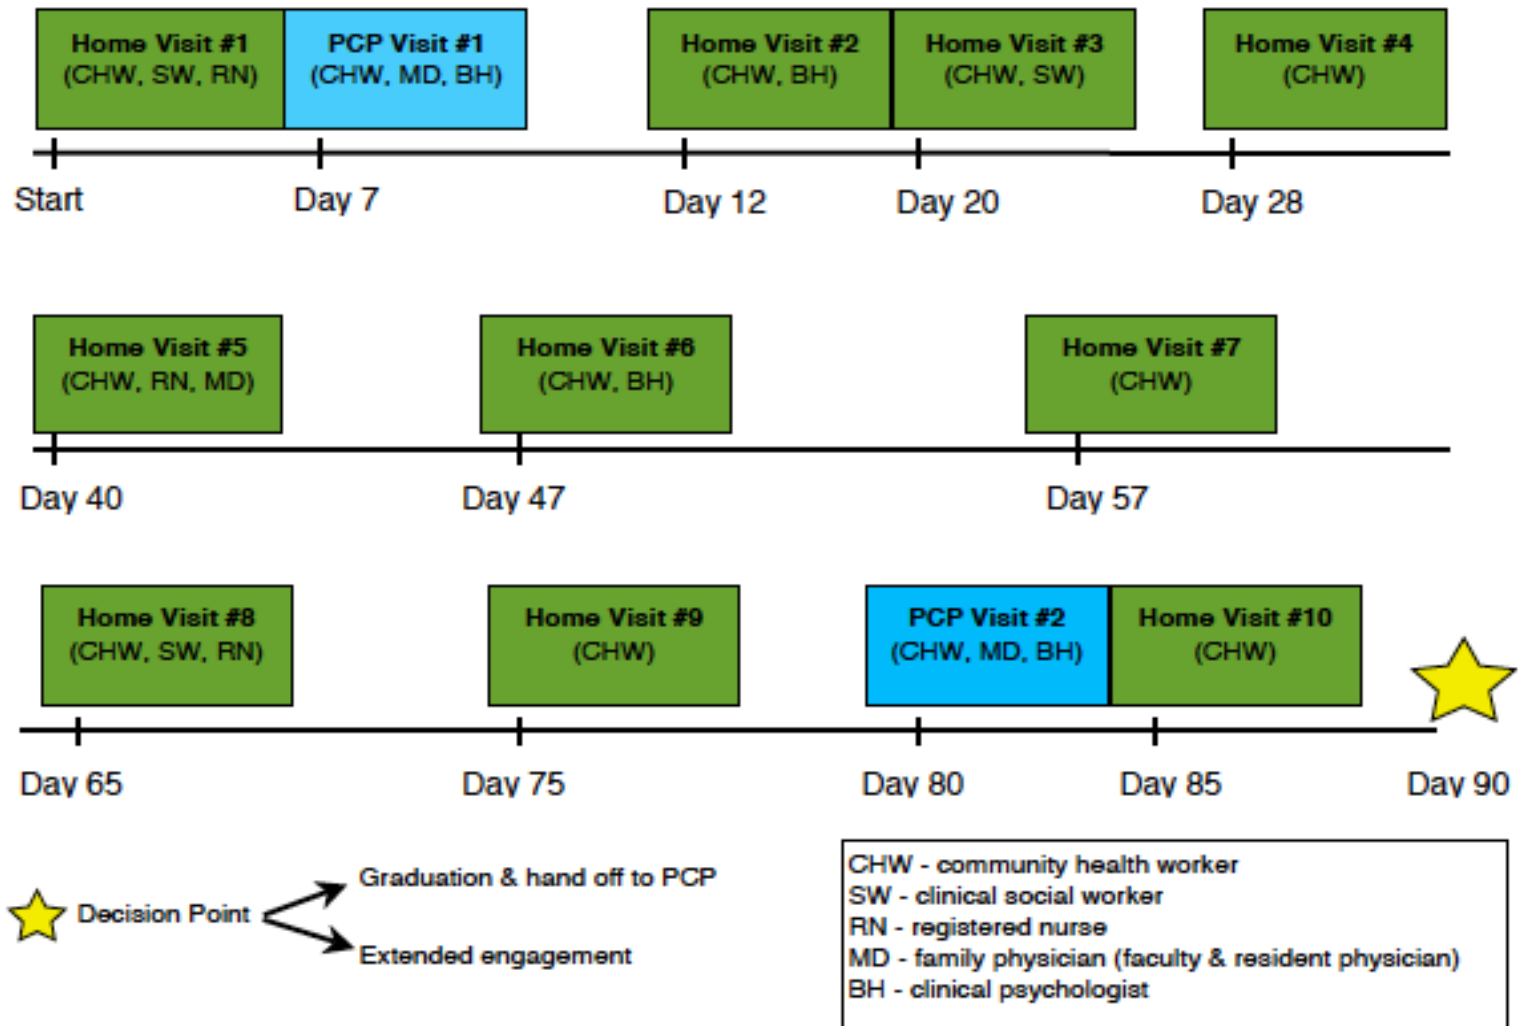 Home Visit #1
(CHW, SW, RN)
PCP Visit #1
(CHW, MD, BH)
Home Visit #2
(CHW, BH)
Home Visit #3
(CHW, SW)
Home Visit #4
(CHW)
Start
Day 7
Day 12
Day 20
Day 28
Home Visit #5
(CHW, RN, MD)
Home Visit #6
(CHW, BH)
Home Visit #7
(CHW)
Day 40
Day 47
Day 57
Home Visit #8
(CHW, SW, RN)
Home Visit #9
(CHW)
PCP Visit #2
(CHW, MD, BH)
Home Visit #10
(CHW)
Day 65
Day 75
Day 80
Day 85
Day 90
Decision Point
Graduation & hand off to PCP
Extended engagement
CHW - community health worker
SW - clinical social worker
RN - registered nurse
MD - family physician (faculty & resident physician)
BH - clinical psychologist